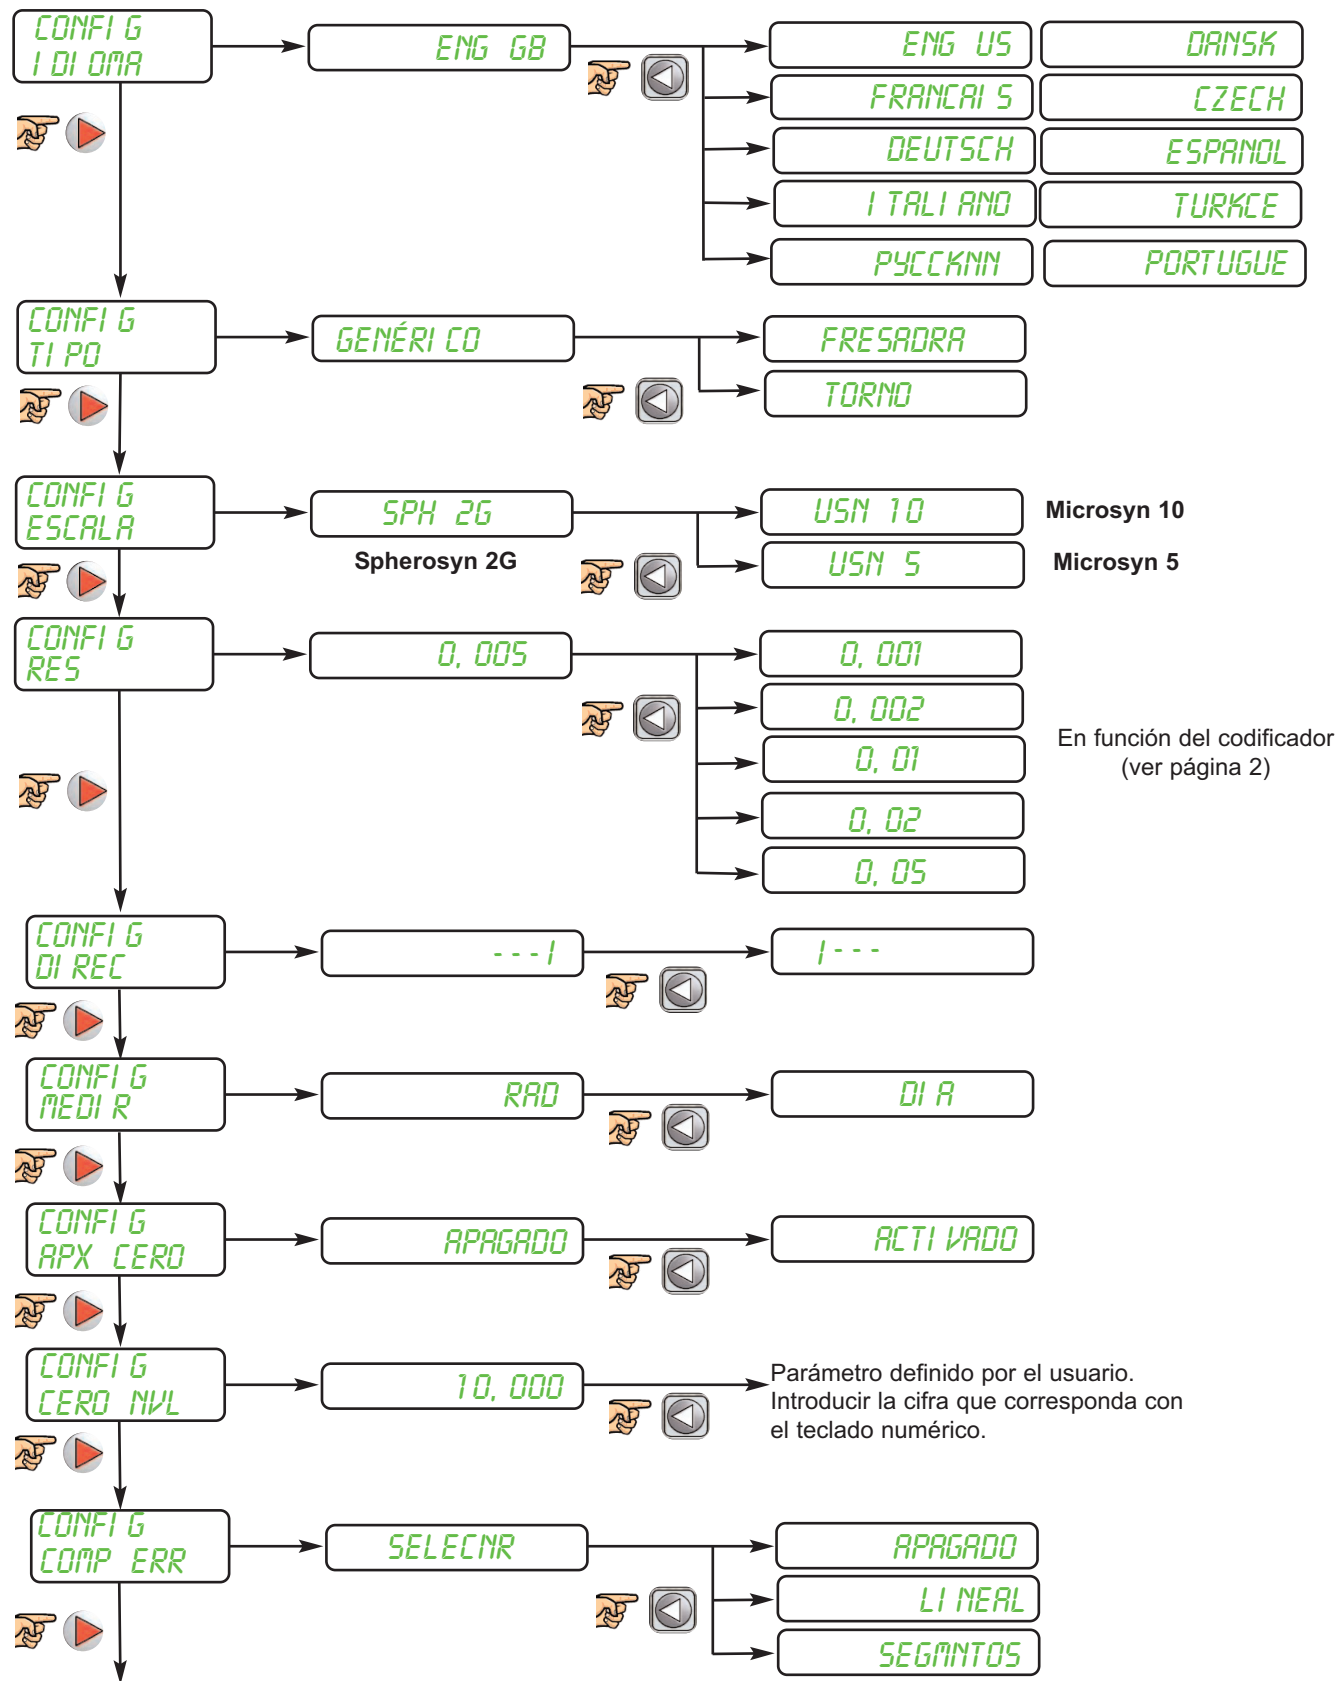 CONFIG
IDIOMA
ENG GB
ENG US
DANSK
FRANCAIS
CZECH
DEUTSCH
ESPANOL
ITALIANO
TURKCE
РУССКNN
PORTUGUE
CONFIG
TIPO
GENÉRICO
FRESADRA
TORNO
CONFIG
ESCALA
SPH 2G
Spherosyn 2G
USN 10
Microsyn 10
USN 5
Microsyn 5
CONFIG
RES
0,005
0,001
0,002
0,01
0,02
0,05
En función del codificador
(ver página 2)
CONFIG
DIREC
---I
I---
CONFIG
MEDIR
RAD
DIA
CONFIG
APX CERO
APAGADO
ACTIVADO
CONFIG
CERO NVL
10,000
Parámetro definido por el usuario.
Introducir la cifra que corresponda con
el teclado numérico.
CONFIG
COMP ERR
SELECNR
APAGADO
LINEAL
SEGMNTOS